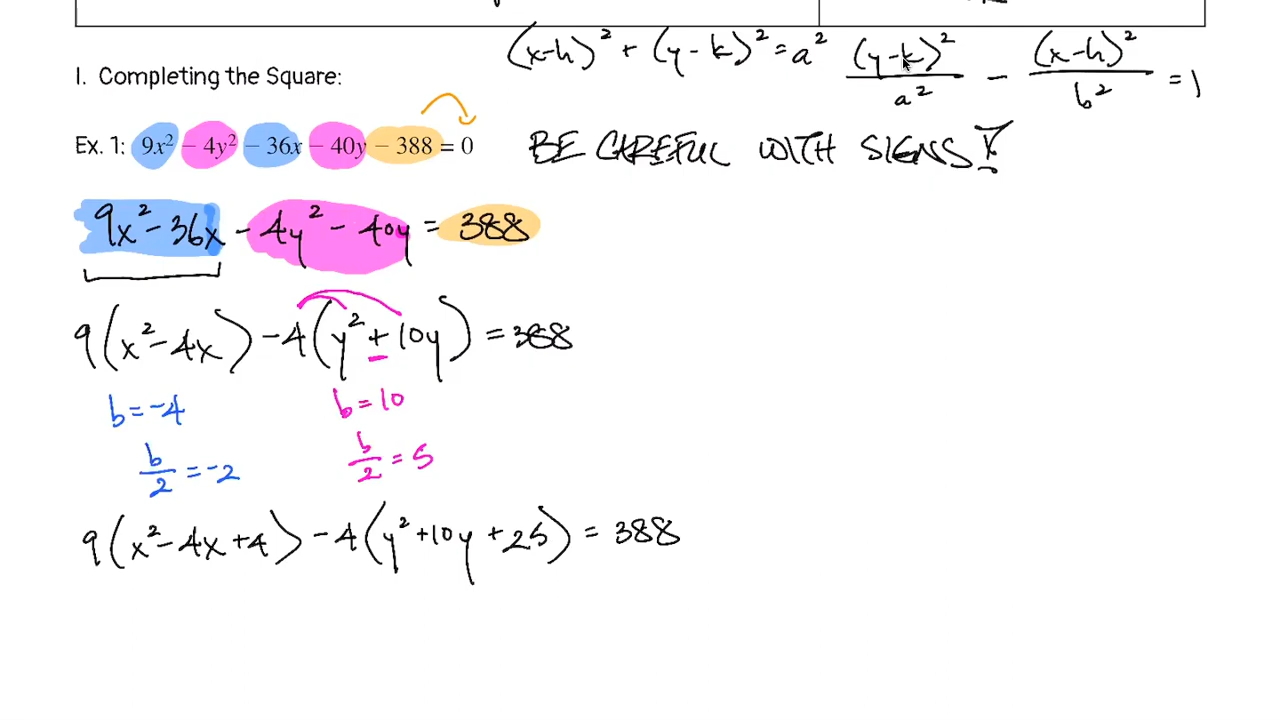 (x-h)² + (y-k)² = a² (y-k)²/a² - (x-h)²/b² = 1
I. Completing the Square:
Ex. 1: 9x² - 4y² - 36x - 40y - 388 = 0 BE CAREFUL WITH SIGNS!
9x² - 36x - 4y² - 40y = 388
9(x² - 4x) - 4(y² + 10y) = 388
b = -4 b = 10
b/2 = -2 b/2 = 5
9(x² - 4x + 4) - 4(y² + 10y + 25) = 388